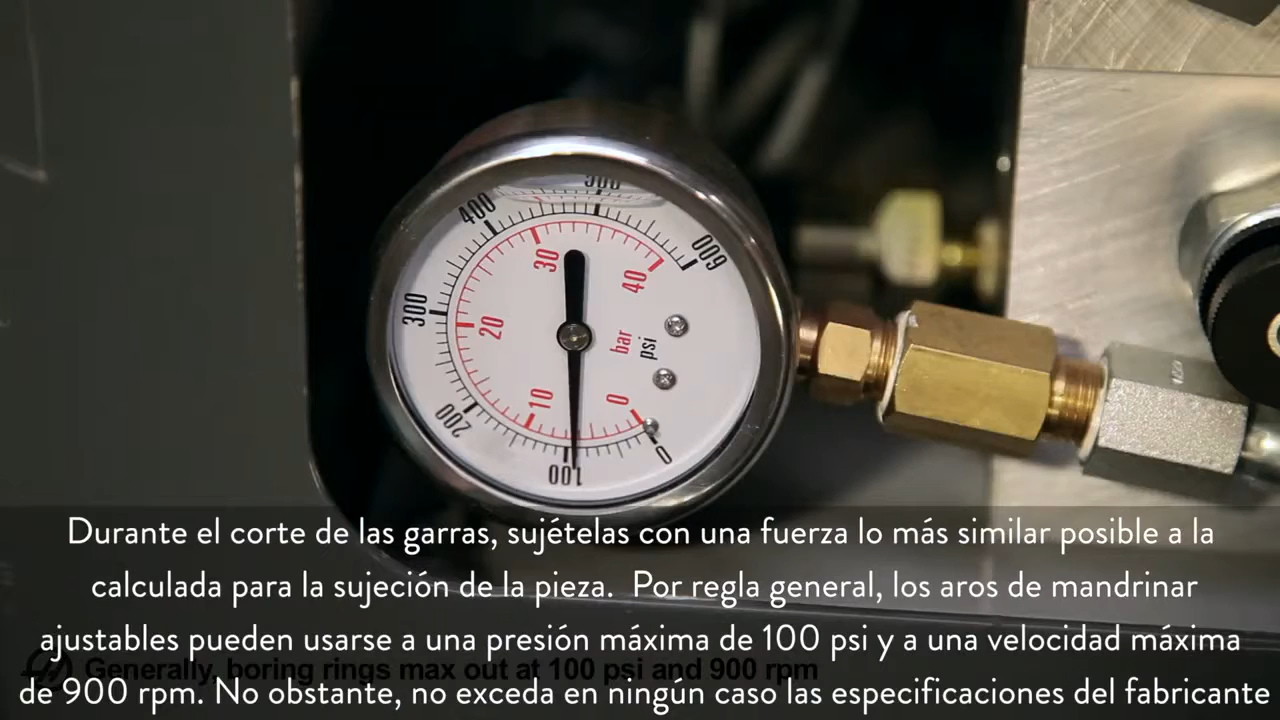 500
400
600
300
200
100
0
30
40
20
10
0
bar
psi
Durante el corte de las garras, sujételas con una fuerza lo más similar posible a la
calculada para la sujeción de la pieza. Por regla general, los aros de mandrinar
ajustables pueden usarse a una presión máxima de 100 psi y a una velocidad máxima
Generally, boring rings max out at 100 psi and 900 rpm
de 900 rpm. No obstante, no exceda en ningún caso las especificaciones del fabricante